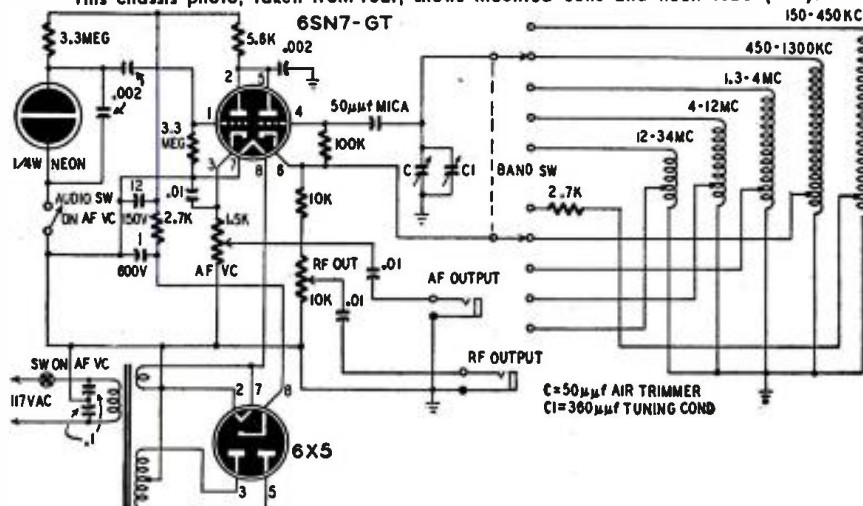 6SN7-GT
150-450KC
3.3MEG
5.6K
.002
450-1300KC
.002
2
5
1.3-4MC
1
4
50µµf MICA
4-12MC
3.3
MEG
100K
12-34MC
1/4W NEON
3
7
8
6
C
C1
BAND SW
.01
2.7K
AUDIO SW
ON AF VC
12
150V
2.7K
10K
1.5K
1
600V
AF VC
RF OUT
.01
10K
.01
AF OUTPUT
SW ON AF VC
RF OUTPUT
117VAC
2
7
8
C=50µµf AIR TRIMMER
C1=360µµf TUNING COND
.1
6X5
3
5